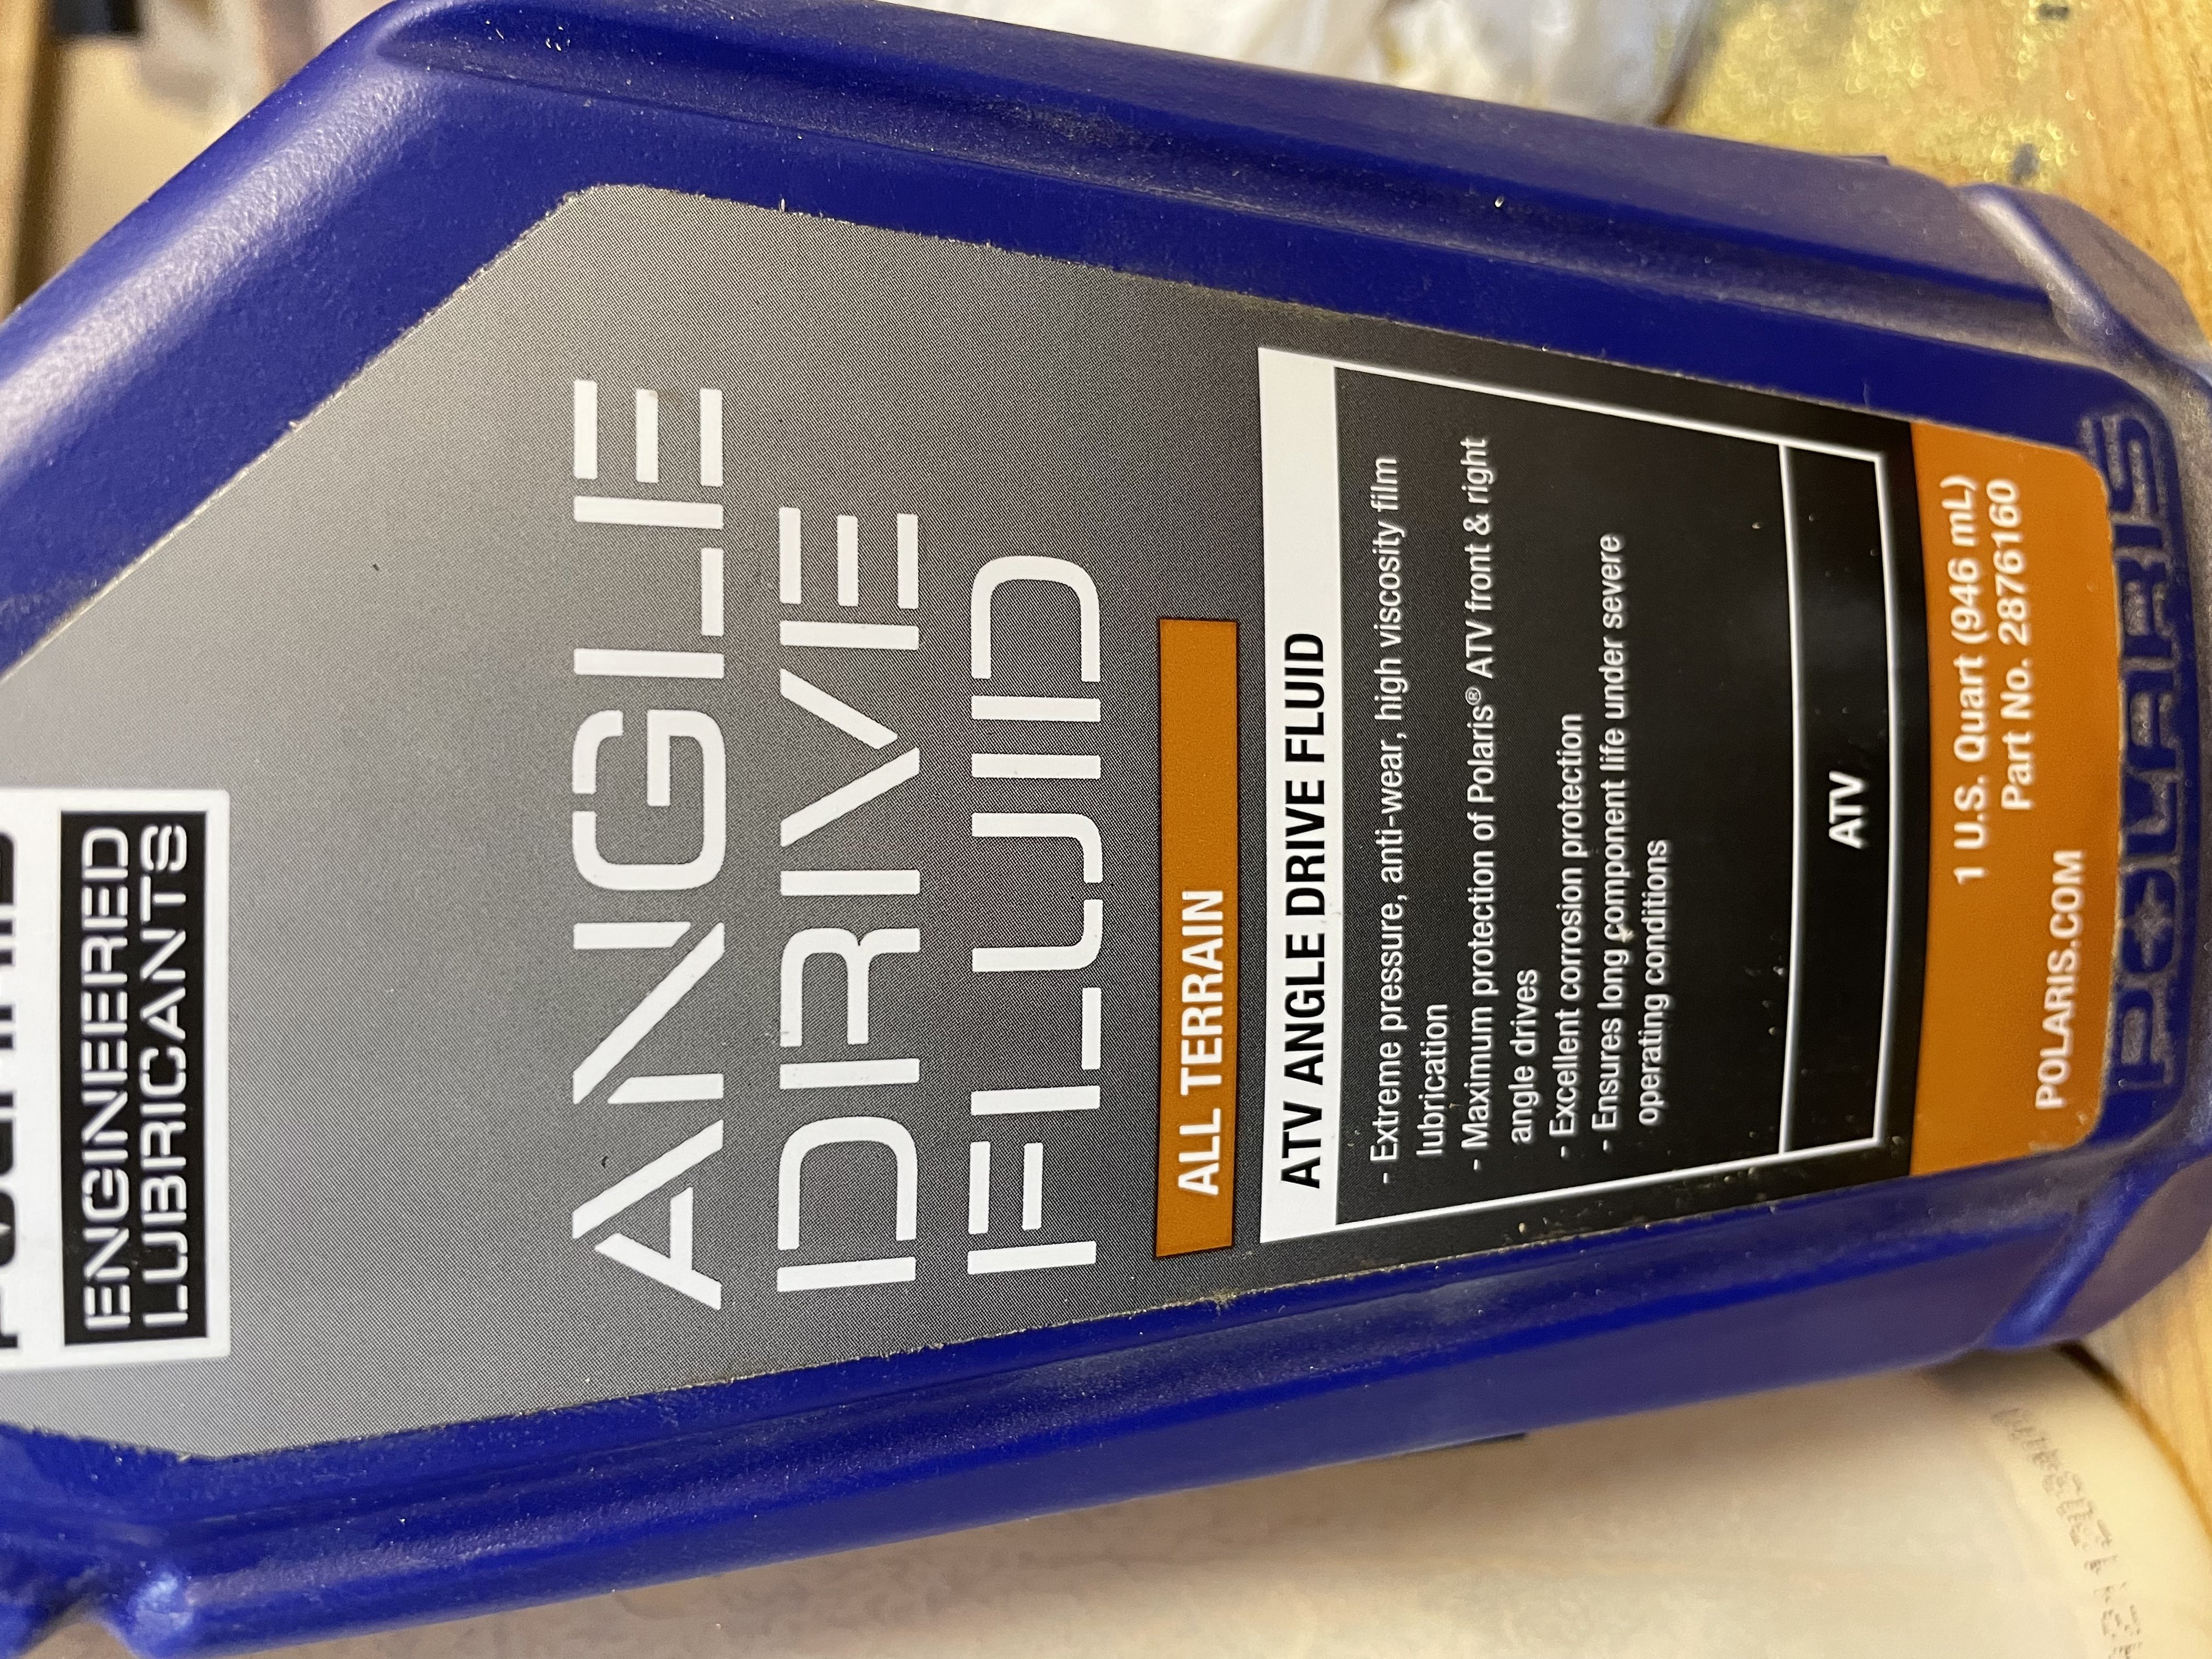 ENGINEERED
LUBRICANTS
ANGLE
DRIVE
FLUID
ALL TERRAIN
ATV ANGLE DRIVE FLUID
- Extreme pressure, anti-wear, high viscosity film
lubrication
- Maximum protection of Polaris® ATV front & right
angle drives
- Excellent corrosion protection
- Ensures long component life under severe
operating conditions
ATV
1 U.S. Quart (946 mL)
Part No. 2876160
POLARIS.COM
POLARIS